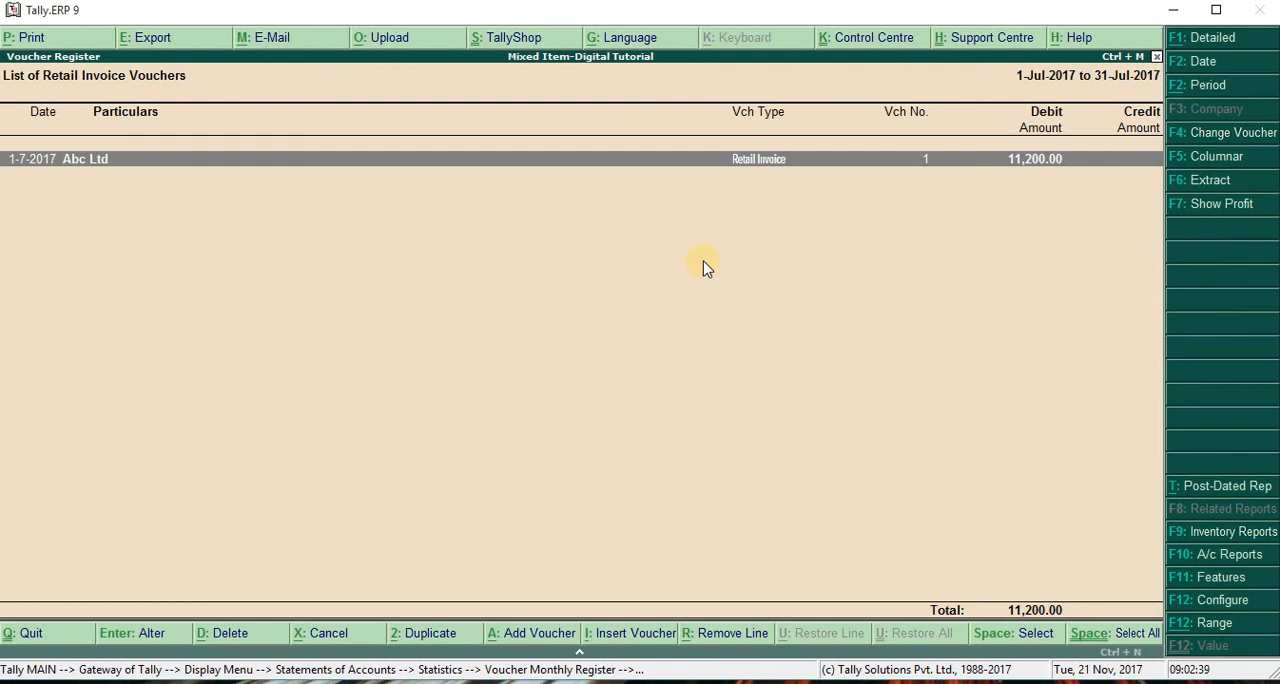 Tally.ERP 9
P: Print E: Export M: E-Mail O: Upload S: TallyShop G: Language K: Keyboard K: Control Centre H: Support Centre H: Help
Voucher Register Mixed Item-Digital Tutorial Ctrl + M
List of Retail Invoice Vouchers 1-Jul-2017 to 31-Jul-2017
Date Particulars Vch Type Vch No. Debit Credit
Amount Amount
1-7-2017 Abc Ltd Retail Invoice 1 11,200.00
Total: 11,200.00
Q: Quit Enter: Alter D: Delete X: Cancel 2: Duplicate A: Add Voucher I: Insert Voucher R: Remove Line U: Restore Line U: Restore All Space: Select Space: Select All
Ctrl + N
Tally MAIN --> Gateway of Tally --> Display Menu --> Statements of Accounts --> Statistics --> Voucher Monthly Register -->... (c) Tally Solutions Pvt. Ltd., 1988-2017 Tue, 21 Nov, 2017 09:02:39
F1: Detailed
F2: Date
F2: Period
F3: Company
F4: Change Voucher
F5: Columnar
F6: Extract
F7: Show Profit
T: Post-Dated Rep
F8: Related Reports
F9: Inventory Reports
F10: A/c Reports
F11: Features
F12: Configure
F12: Range
F12: Value